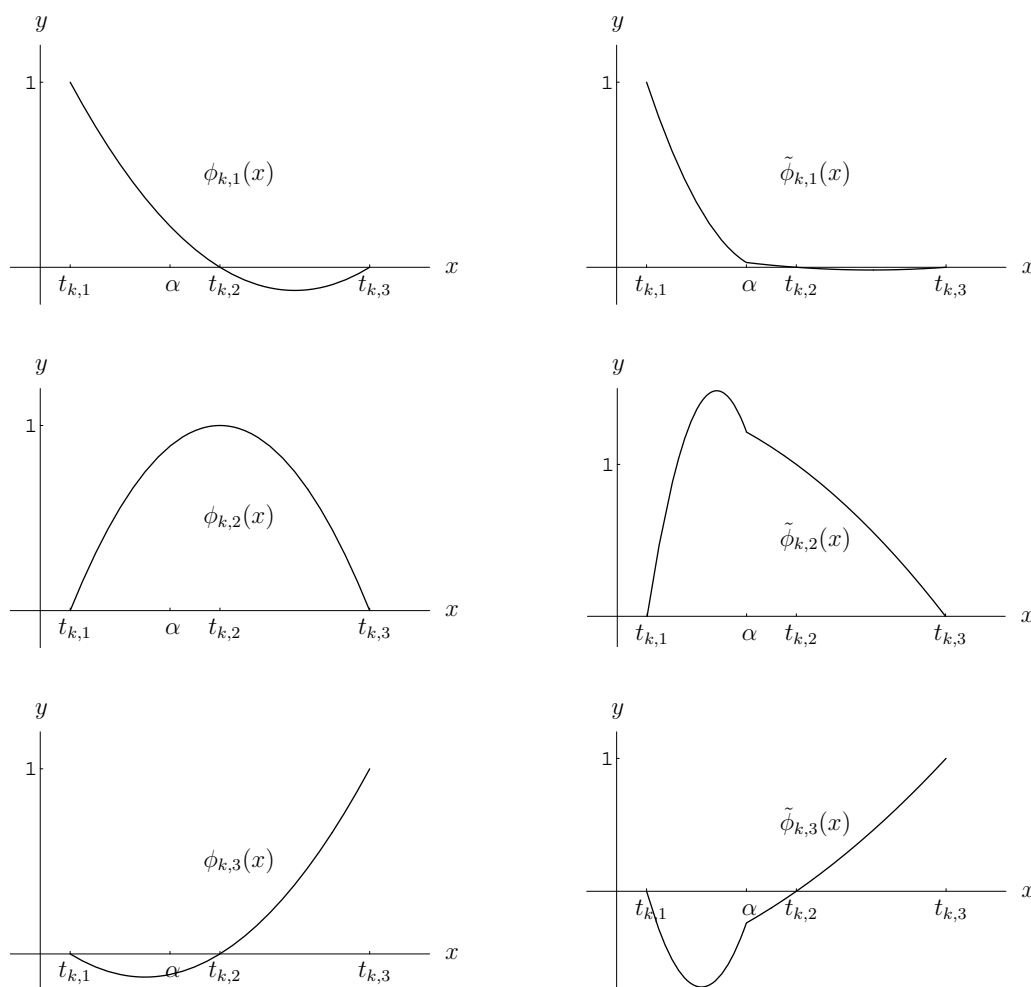 y y
1 1
ϕ_{k,1}(x) ϕ̃_{k,1}(x)
x x
t_{k,1} α t_{k,2} t_{k,3} t_{k,1} α t_{k,2} t_{k,3}
y y
1 1
ϕ_{k,2}(x) ϕ̃_{k,2}(x)
x x
t_{k,1} α t_{k,2} t_{k,3} t_{k,1} α t_{k,2} t_{k,3}
y y
1 1
ϕ_{k,3}(x) ϕ̃_{k,3}(x)
x x
t_{k,1} α t_{k,2} t_{k,3} t_{k,1} α t_{k,2} t_{k,3}